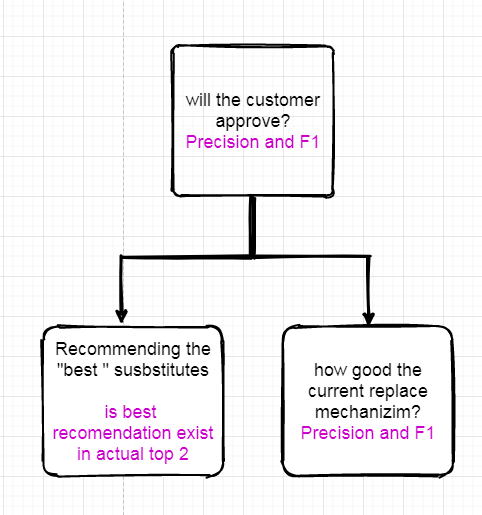 will the customer
approve?
Precision and F1
Recommending the
"best " susbstitutes
is best
recomendation exist
in actual top 2
how good the
current replace
mechanizim?
Precision and F1